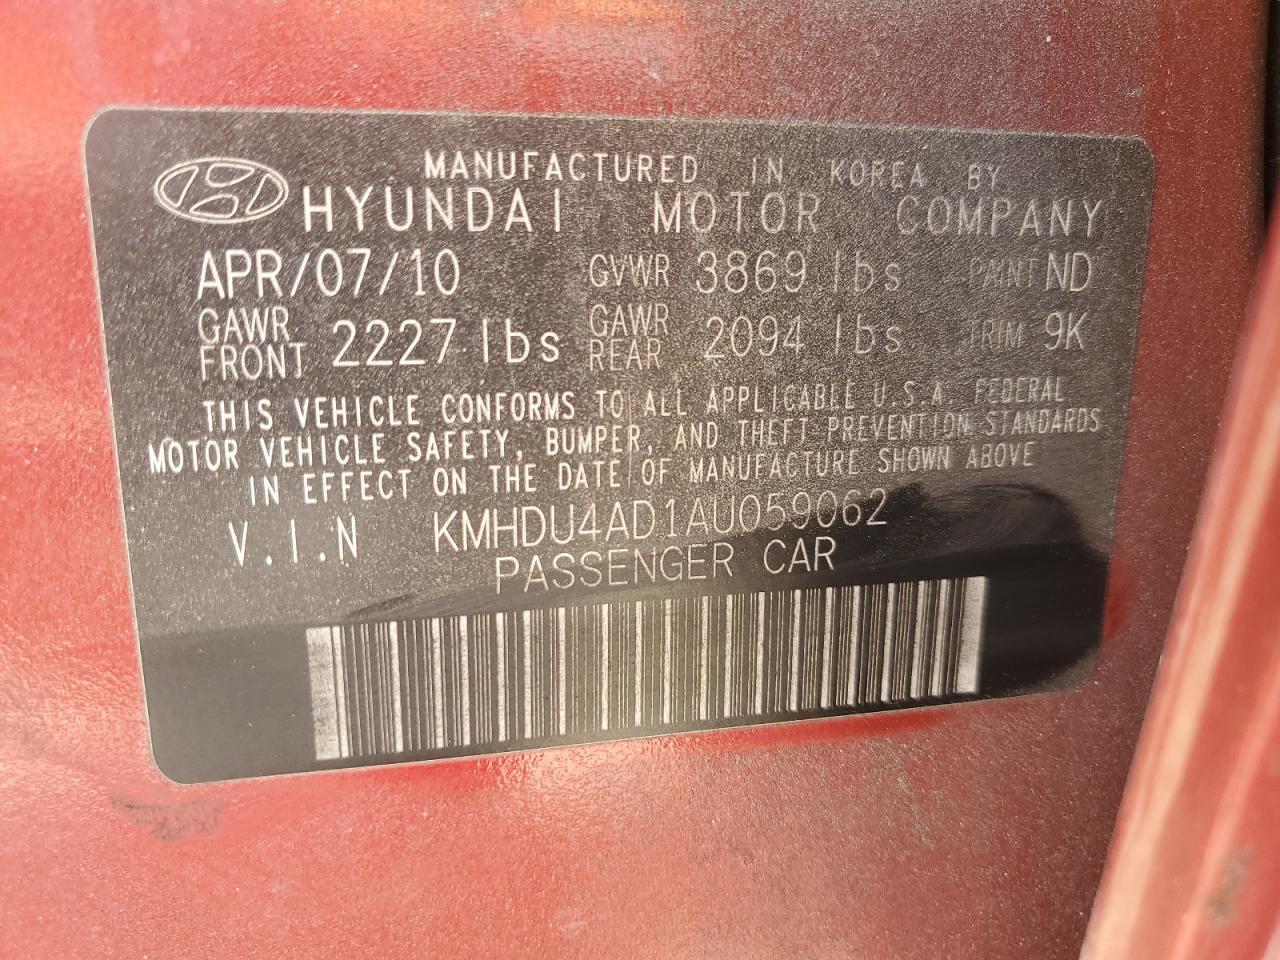 MANUFACTURED IN KOREA BY
HYUNDAI MOTOR COMPANY
APR/07/10 GVWR 3869 lbs PAINT ND
GAWR FRONT 2227 lbs GAWR REAR 2094 lbs TRIM 9K
THIS VEHICLE CONFORMS TO ALL APPLICABLE U.S.A. FEDERAL
MOTOR VEHICLE SAFETY, BUMPER, AND THEFT PREVENTION STANDARDS
IN EFFECT ON THE DATE OF MANUFACTURE SHOWN ABOVE
V.I.N KMHDU4AD1AU059062
PASSENGER CAR